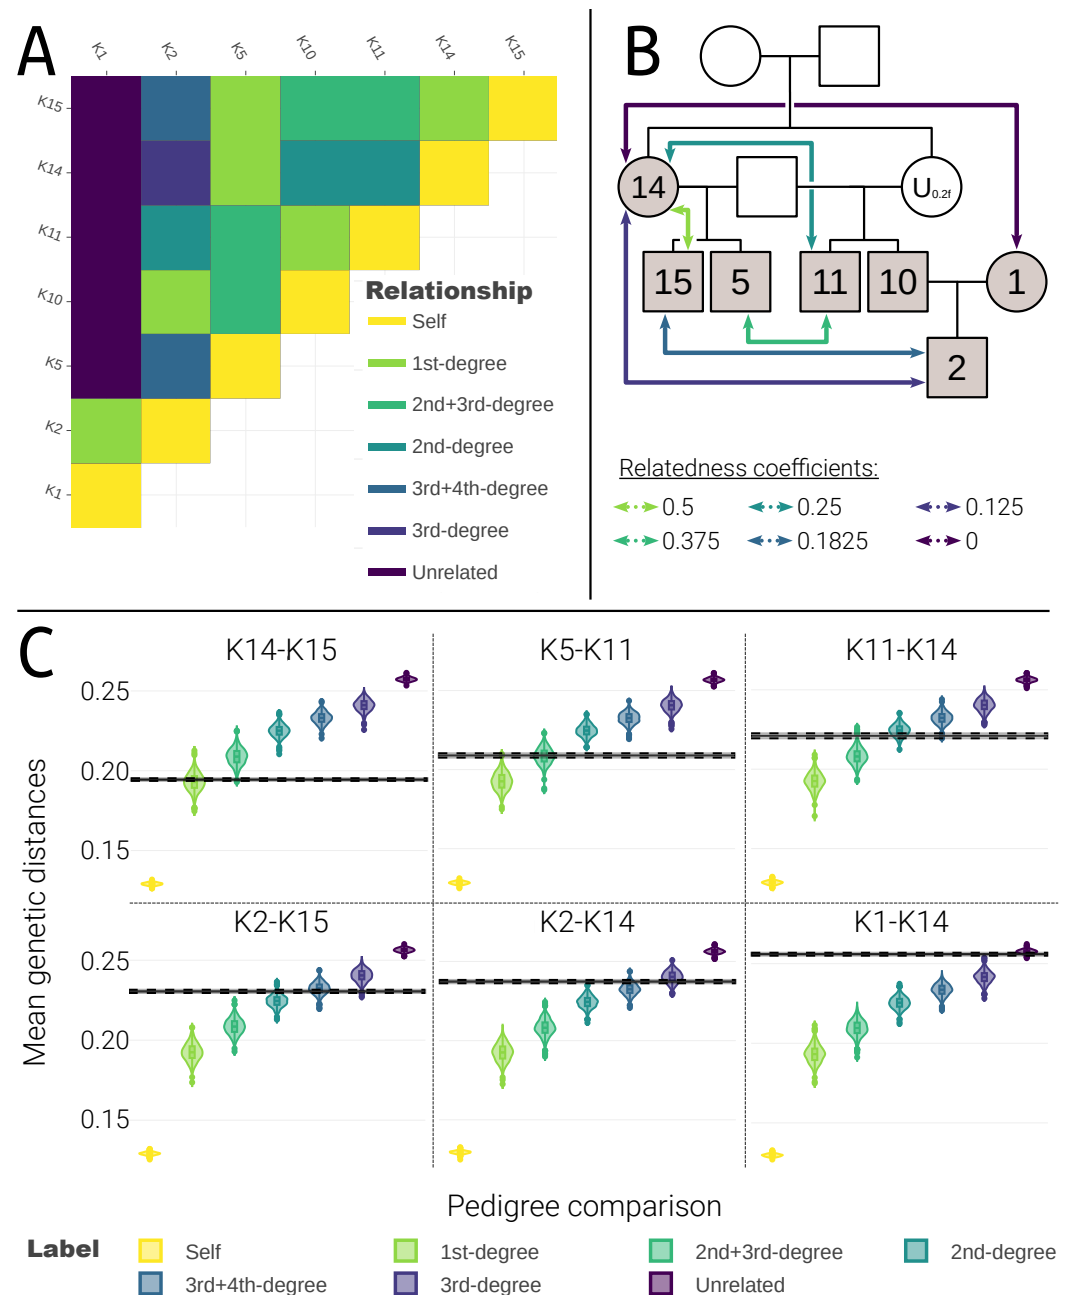 A
K1 K2 K5 K10 K11 K14 K15
K15
K14
K11
K10
K5
K2
K1
Relationship
Self
1st-degree
2nd+3rd-degree
2nd-degree
3rd+4th-degree
3rd-degree
Unrelated
B
14
U0.2f
15 5 11 10 1
2
Relatedness coefficients:
0.5 0.25 0.125
0.375 0.1825 0
C
K14-K15 K5-K11 K11-K14
0.25
0.20
0.15
K2-K15 K2-K14 K1-K14
0.25
0.20
0.15
Mean genetic distances
Pedigree comparison
Label Self 1st-degree 2nd+3rd-degree 2nd-degree
3rd+4th-degree 3rd-degree Unrelated